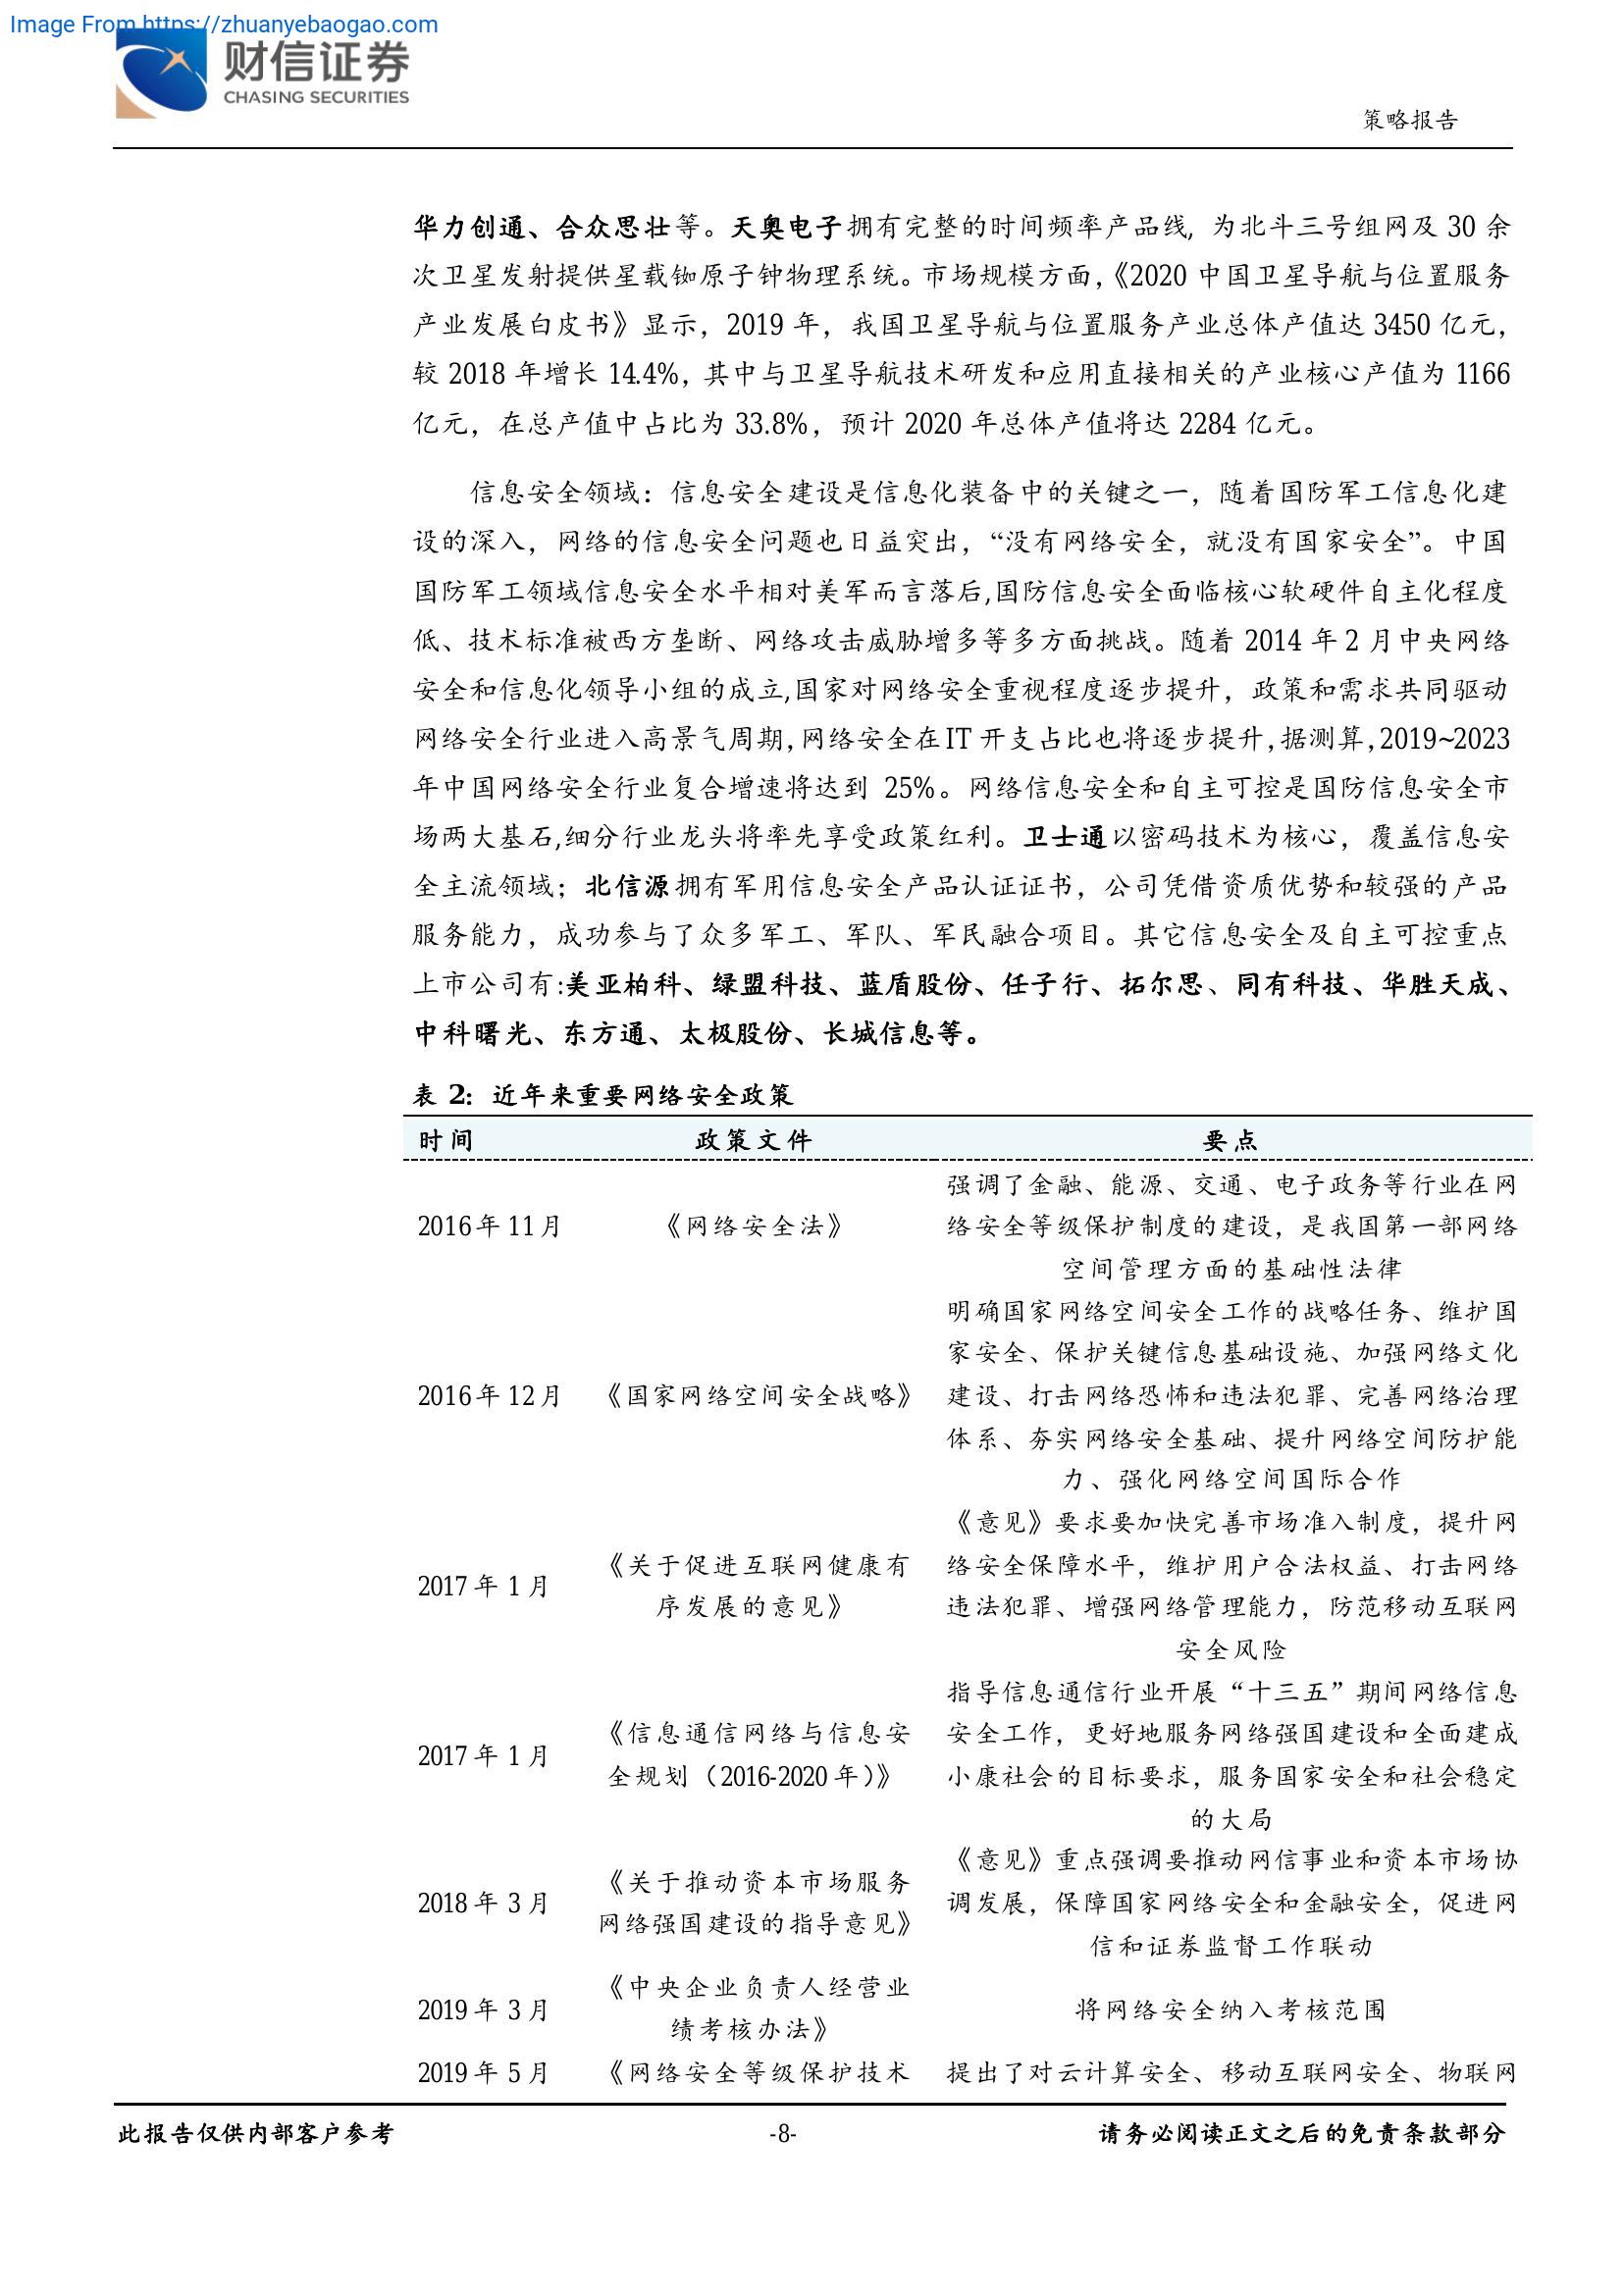 Image From https://zhuanyebaogao.com
财信证券
CHASING SECURITIES
策略报告
华力创通、合众思壮等。天奥电子拥有完整的时间频率产品线，为北斗三号组网及 30 余
次卫星发射提供星载铷原子钟物理系统。市场规模方面，《2020 中国卫星导航与位置服务
产业发展白皮书》显示，2019 年，我国卫星导航与位置服务产业总体产值达 3450 亿元，
较 2018 年增长 14.4%，其中与卫星导航技术研发和应用直接相关的产业核心产值为 1166
亿元，在总产值中占比为 33.8%，预计 2020 年总体产值将达 2284 亿元。
信息安全领域：信息安全建设是信息化装备中的关键之一，随着国防军工信息化建
设的深入，网络的信息安全问题也日益突出，“没有网络安全，就没有国家安全”。中国
国防军工领域信息安全水平相对美军而言落后,国防信息安全面临核心软硬件自主化程度
低、技术标准被西方垄断、网络攻击威胁增多等多方面挑战。随着 2014 年 2 月中央网络
安全和信息化领导小组的成立,国家对网络安全重视程度逐步提升，政策和需求共同驱动
网络安全行业进入高景气周期，网络安全在 IT 开支占比也将逐步提升，据测算，2019~2023
年中国网络安全行业复合增速将达到 25%。网络信息安全和自主可控是国防信息安全市
场两大基石,细分行业龙头将率先享受政策红利。卫士通以密码技术为核心，覆盖信息安
全主流领域；北信源拥有军用信息安全产品认证证书，公司凭借资质优势和较强的产品
服务能力，成功参与了众多军工、军队、军民融合项目。其它信息安全及自主可控重点
上市公司有:美亚柏科、绿盟科技、蓝盾股份、任子行、拓尔思、同有科技、华胜天成、
中科曙光、东方通、太极股份、长城信息等。
表 2：近年来重要网络安全政策
时间 政策文件 要点
强调了金融、能源、交通、电子政务等行业在网
2016 年 11 月 《网络安全法》 络安全等级保护制度的建设，是我国第一部网络
空间管理方面的基础性法律
明确国家网络空间安全工作的战略任务、维护国
家安全、保护关键信息基础设施、加强网络文化
2016 年 12 月 《国家网络空间安全战略》 建设、打击网络恐怖和违法犯罪、完善网络治理
体系、夯实网络安全基础、提升网络空间防护能
力、强化网络空间国际合作
《意见》要求要加快完善市场准入制度，提升网
《关于促进互联网健康有 络安全保障水平，维护用户合法权益、打击网络
2017 年 1 月
序发展的意见》 违法犯罪、增强网络管理能力，防范移动互联网
安全风险
指导信息通信行业开展“十三五”期间网络信息
《信息通信网络与信息安 安全工作，更好地服务网络强国建设和全面建成
2017 年 1 月
全规划（2016-2020 年）》 小康社会的目标要求，服务国家安全和社会稳定
的大局
《意见》重点强调要推动网信事业和资本市场协
《关于推动资本市场服务
2018 年 3 月 调发展，保障国家网络安全和金融安全，促进网
网络强国建设的指导意见》
信和证券监督工作联动
《中央企业负责人经营业
2019 年 3 月 将网络安全纳入考核范围
绩考核办法》
2019 年 5 月 《网络安全等级保护技术 提出了对云计算安全、移动互联网安全、物联网
此报告仅供内部客户参考 -8- 请务必阅读正文之后的免责条款部分